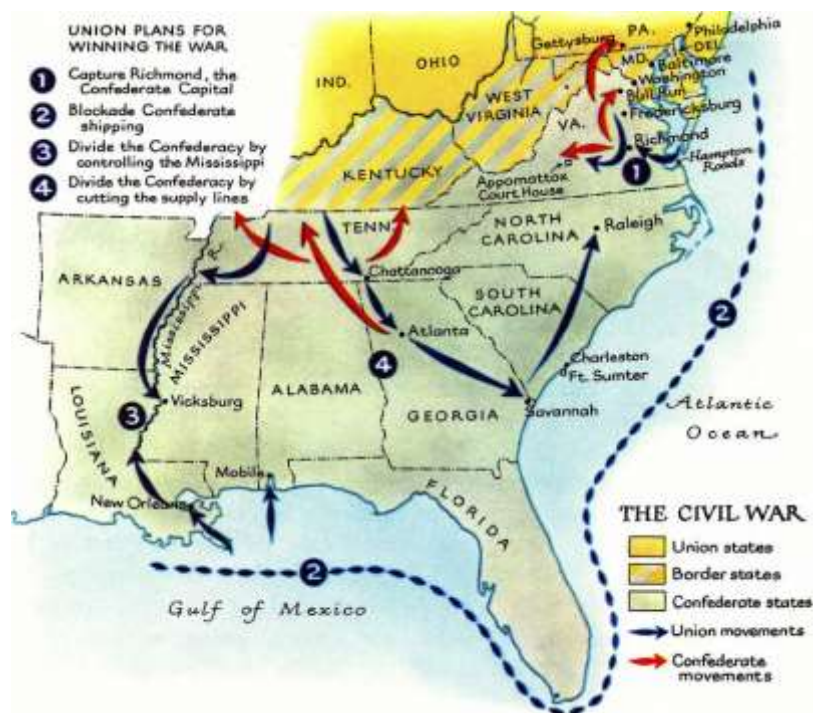 UNION PLANS FOR
WINNING THE WAR
1 Capture Richmond, the
Confederate Capital
2 Blockade Confederate
shipping
3 Divide the Confederacy by
controlling the Mississippi
4 Divide the Confederacy by
cutting the supply lines
PA.
Philadelphia
Gettysburg
DEL.
MD.
Baltimore
OHIO
IND.
Washington
Bull Run
WEST
VIRGINIA
Fredericksburg
VA.
Richmond
Hampton
Roads
1
KENTUCKY
Appomattox
Court House
TENN.
NORTH
CAROLINA
Raleigh
ARKANSAS
Mississippi R.
Chattanooga
SOUTH
CAROLINA
2
MISSISSIPPI
Atlanta
4
Charleston
Ft. Sumter
ALABAMA
Vicksburg
3
GEORGIA
Savannah
LOUISIANA
Atlantic
Ocean
Mobile
New Orleans
FLORIDA
2
Gulf of Mexico
THE CIVIL WAR
Union states
Border states
Confederate states
Union movements
Confederate
movements